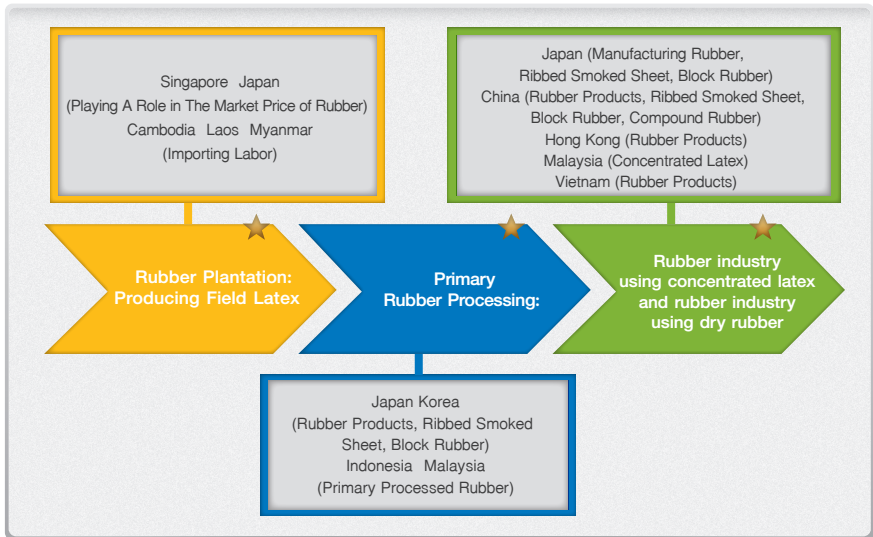 Singapore Japan
(Playing A Role in The Market Price of Rubber)
Cambodia Laos Myanmar
(Importing Labor)
Japan (Manufacturing Rubber,
Ribbed Smoked Sheet, Block Rubber)
China (Rubber Products, Ribbed Smoked Sheet,
Block Rubber, Compound Rubber)
Hong Kong (Rubber Products)
Malaysia (Concentrated Latex)
Vietnam (Rubber Products)
Rubber Plantation:
Producing Field Latex
Primary
Rubber Processing:
Rubber industry
using concentrated latex
and rubber industry
using dry rubber
Japan Korea
(Rubber Products, Ribbed Smoked
Sheet, Block Rubber)
Indonesia Malaysia
(Primary Processed Rubber)